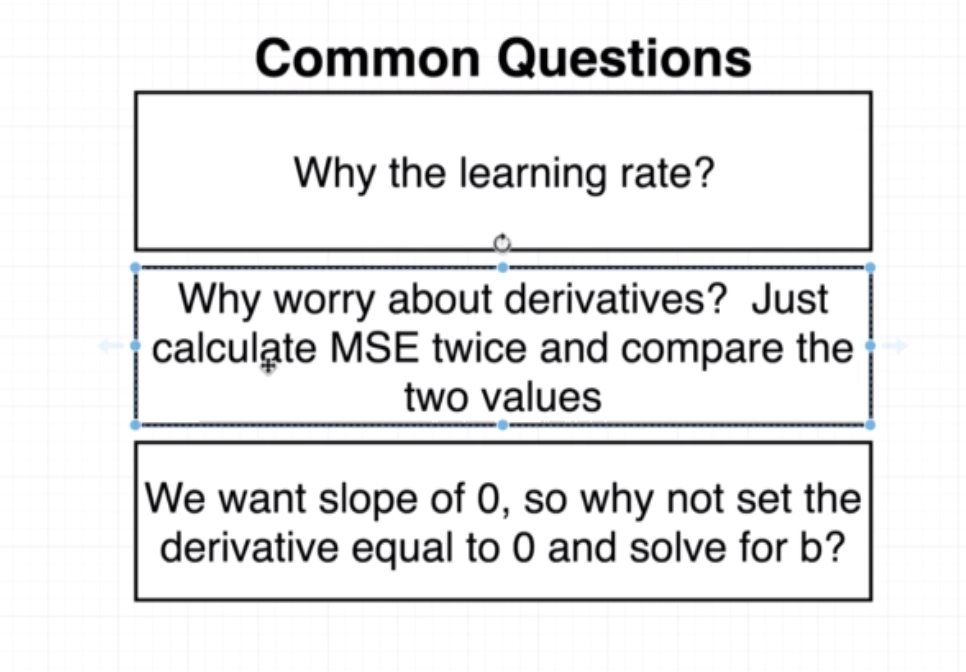 Common Questions
Why the learning rate?
Why worry about derivatives?  Just
calculate MSE twice and compare the
two values
We want slope of 0, so why not set the
derivative equal to 0 and solve for b?